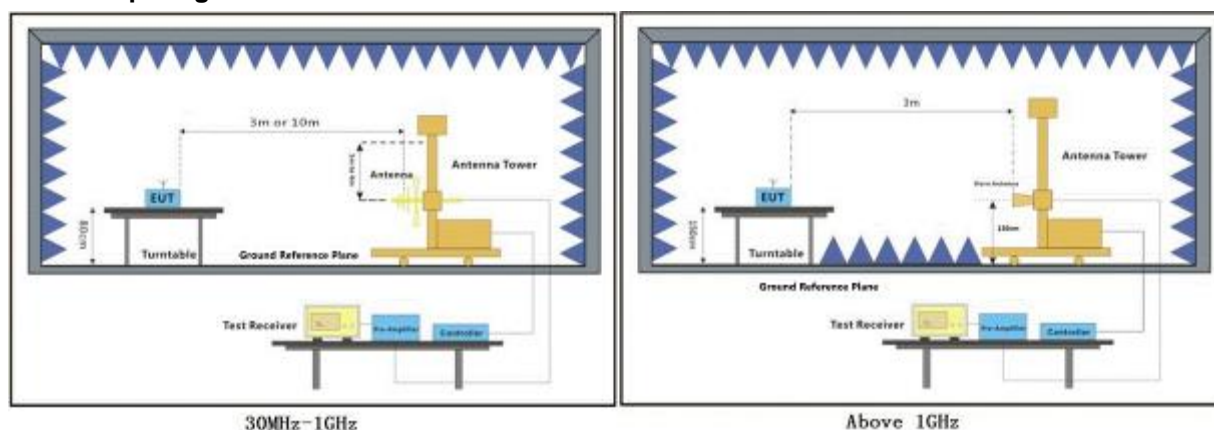 3m or 10m
Antenna
Antenna Tower
EUT
80cm
Turntable
Ground Reference Plane
Test Receiver
Pre-Amplifier
Controller
30MHz-1GHz
3m
Antenna Tower
Horn Antenna
EUT
150cm
150cm
Turntable
Ground Reference Plane
Test Receiver
Pre-Amplifier
Controller
Above 1GHz